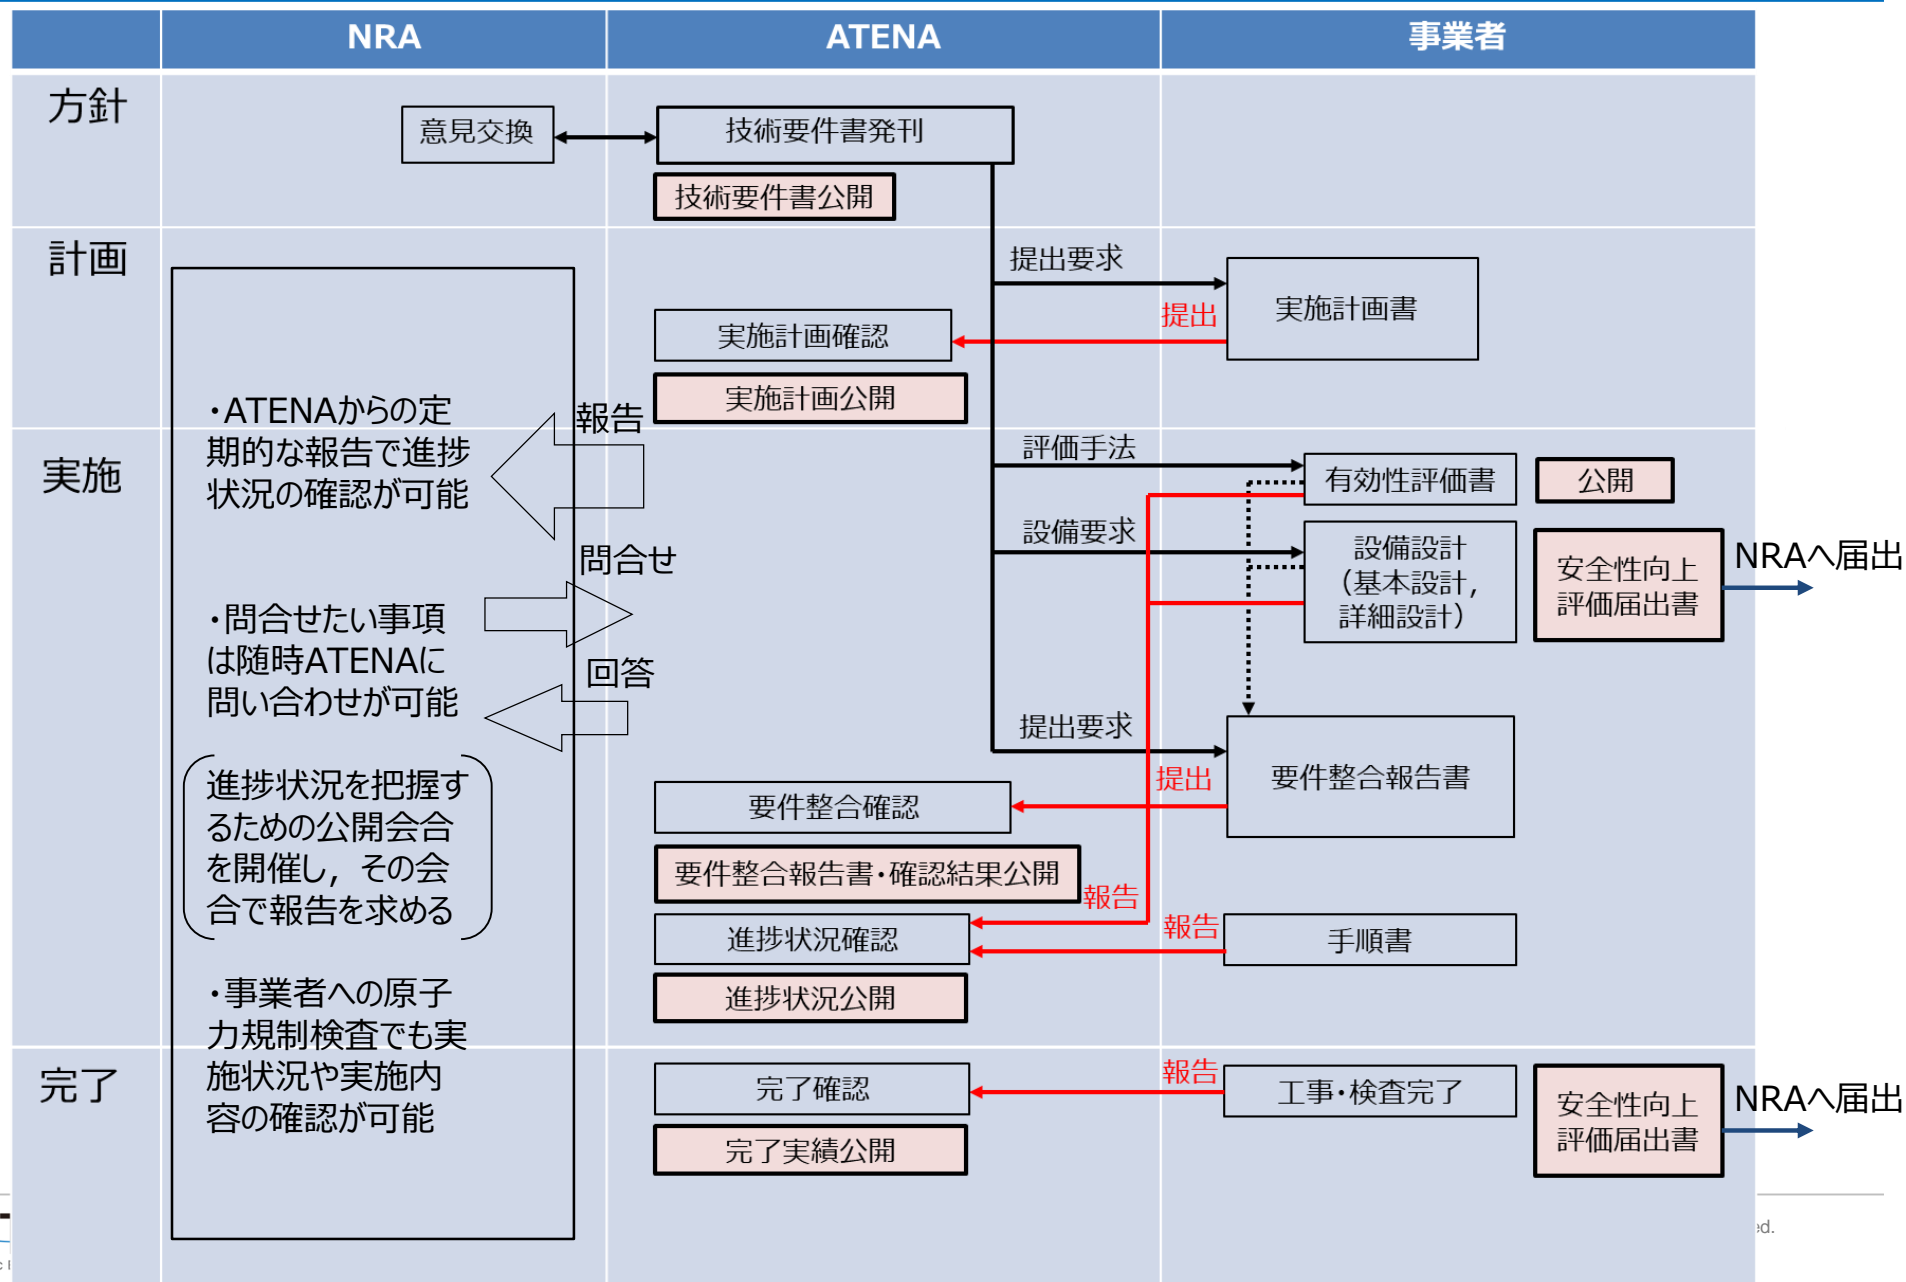 NRA
ATENA
事業者
方針
意見交換
技術要件書発刊
技術要件書公開
計画
提出要求
実施計画書
提出
実施計画確認
実施計画公開
・ATENAからの定
期的な報告で進捗
状況の確認が可能
報告
問合せ
・問合せたい事項
は随時ATENAに
問い合わせが可能
回答
進捗状況を把握す
るための公開会合
を開催し，その会
合で報告を求める
・事業者への原子
力規制検査でも実
施状況や実施内
容の確認が可能
実施
評価手法
有効性評価書
公開
設備要求
設備設計
（基本設計，
詳細設計）
安全性向上
評価届出書
NRAへ届出
提出要求
要件整合報告書
提出
要件整合確認
要件整合報告書・確認結果公開
報告
進捗状況確認
報告
手順書
進捗状況公開
完了
完了確認
報告
工事・検査完了
安全性向上
評価届出書
NRAへ届出
完了実績公開
ed.